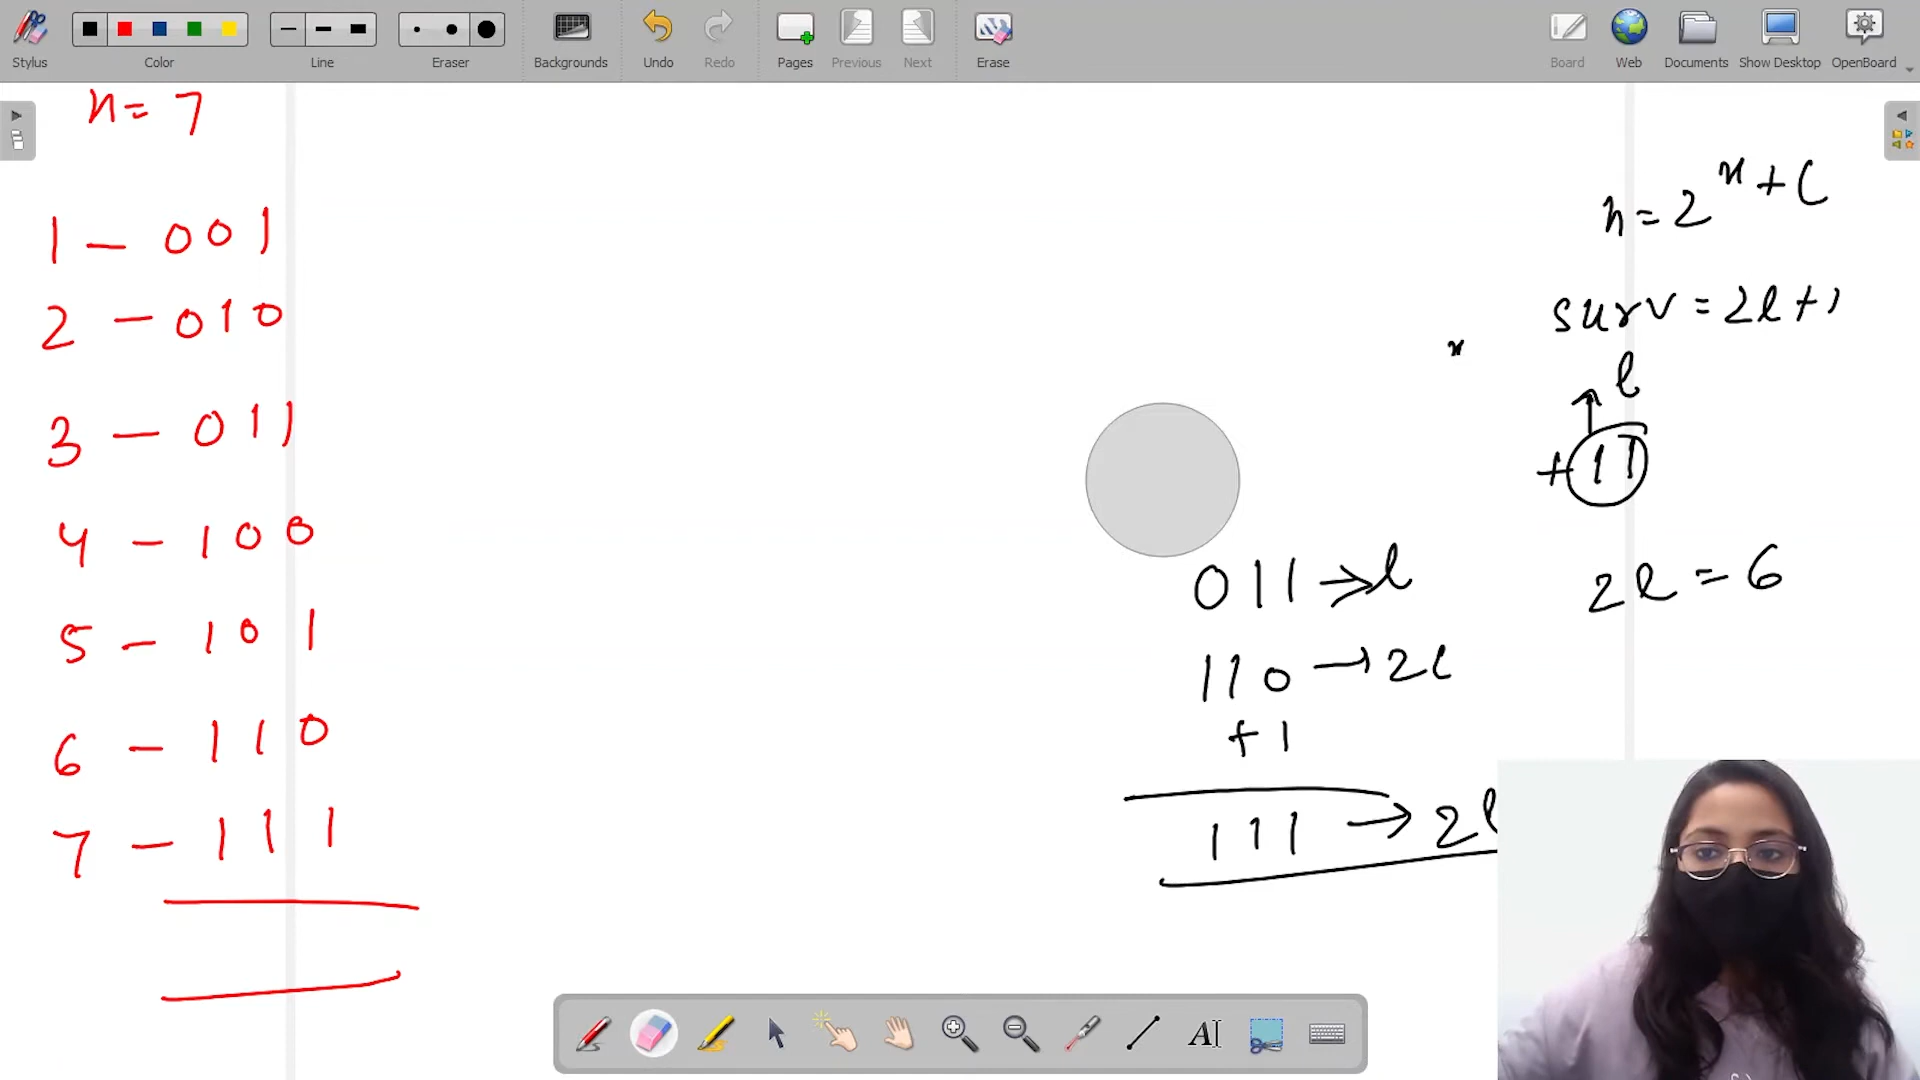 Stylus
Color
Line
Eraser
Backgrounds
Undo
Redo
Pages
Previous
Next
Erase
Board
Web
Documents
Show Desktop
OpenBoard
n = 7
1 - 001
2 - 010
3 - 011
4 - 100
5 - 101
6 - 110
7 - 111
n = 2^x + l
surv = 2l + 1
x
l
+ 11
2l = 6
011 → l
110 → 2l
+ 1
111 → 2l
AI